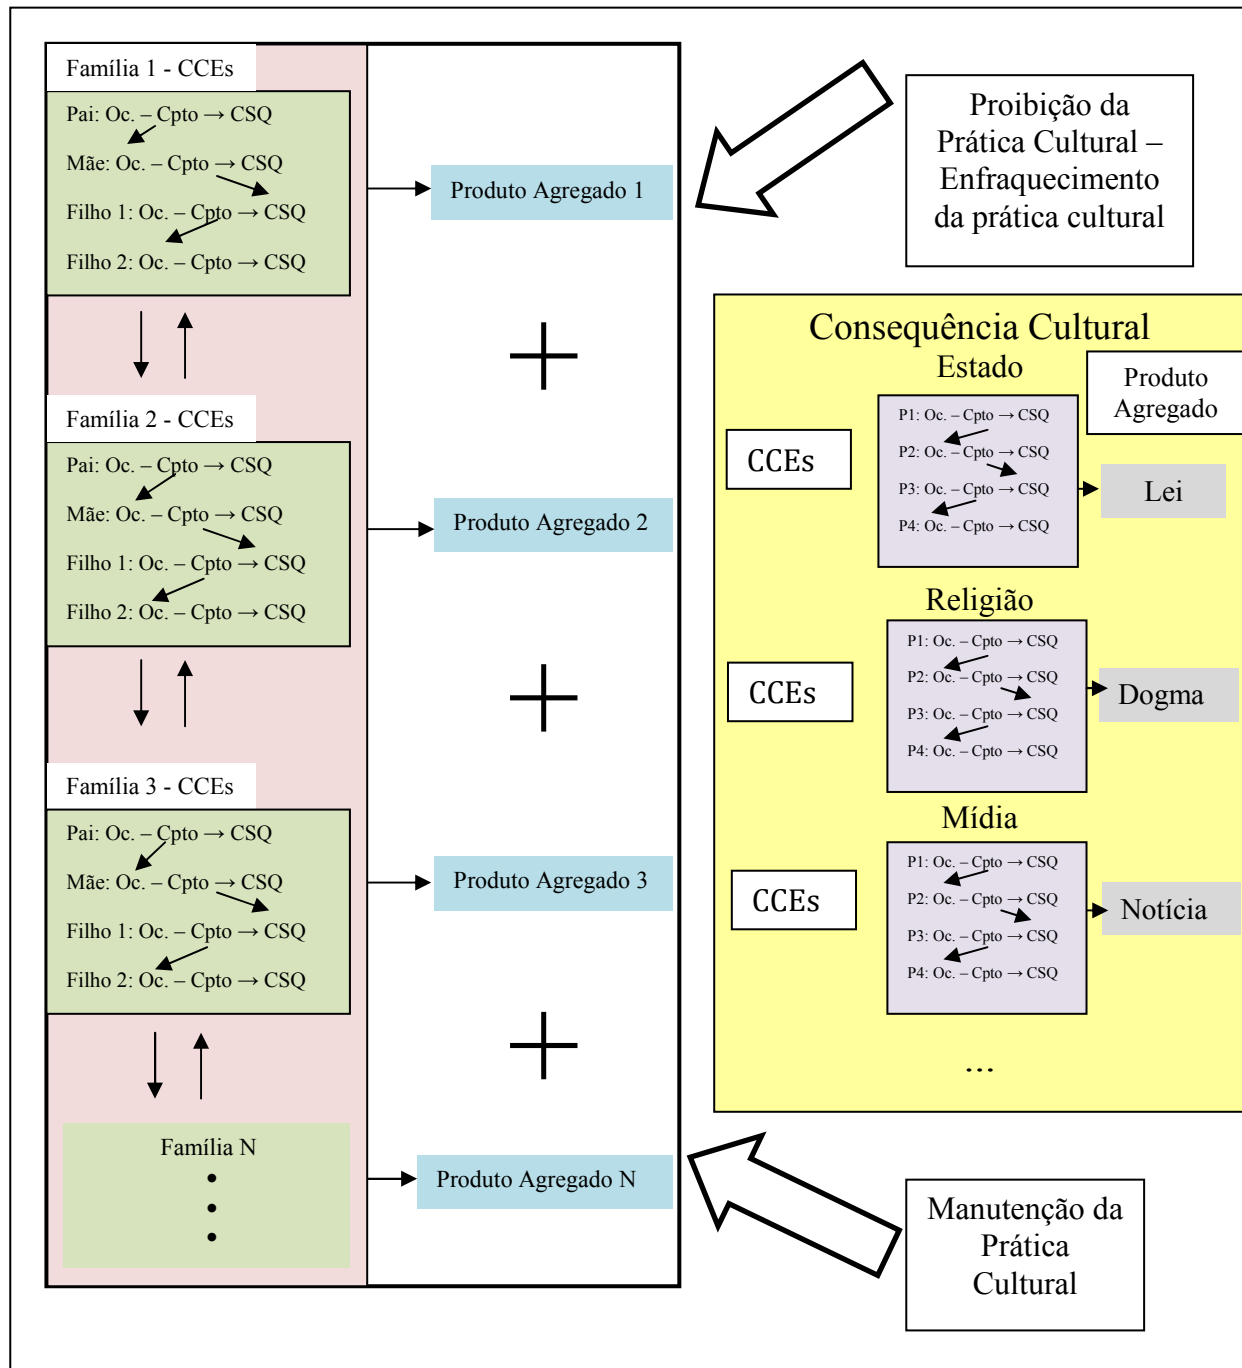 Família 1 - CCEs
Pai: Oc. – Cpto → CSQ
Mãe: Oc. – Cpto → CSQ
Filho 1: Oc. – Cpto → CSQ
Filho 2: Oc. – Cpto → CSQ
Produto Agregado 1
Família 2 - CCEs
Pai: Oc. – Cpto → CSQ
Mãe: Oc. – Cpto → CSQ
Filho 1: Oc. – Cpto → CSQ
Filho 2: Oc. – Cpto → CSQ
Produto Agregado 2
Família 3 - CCEs
Pai: Oc. – Cpto → CSQ
Mãe: Oc. – Cpto → CSQ
Filho 1: Oc. – Cpto → CSQ
Filho 2: Oc. – Cpto → CSQ
Produto Agregado 3
Família N
Produto Agregado N
Proibição da
Prática Cultural –
Enfraquecimento
da prática cultural
Consequência Cultural
Estado
Produto
Agregado
CCEs
P1: Oc. – Cpto → CSQ
P2: Oc. – Cpto → CSQ
P3: Oc. – Cpto → CSQ
P4: Oc. – Cpto → CSQ
Lei
Religião
CCEs
P1: Oc. – Cpto → CSQ
P2: Oc. – Cpto → CSQ
P3: Oc. – Cpto → CSQ
P4: Oc. – Cpto → CSQ
Dogma
Mídia
CCEs
P1: Oc. – Cpto → CSQ
P2: Oc. – Cpto → CSQ
P3: Oc. – Cpto → CSQ
P4: Oc. – Cpto → CSQ
Notícia
...
Manutenção da
Prática
Cultural